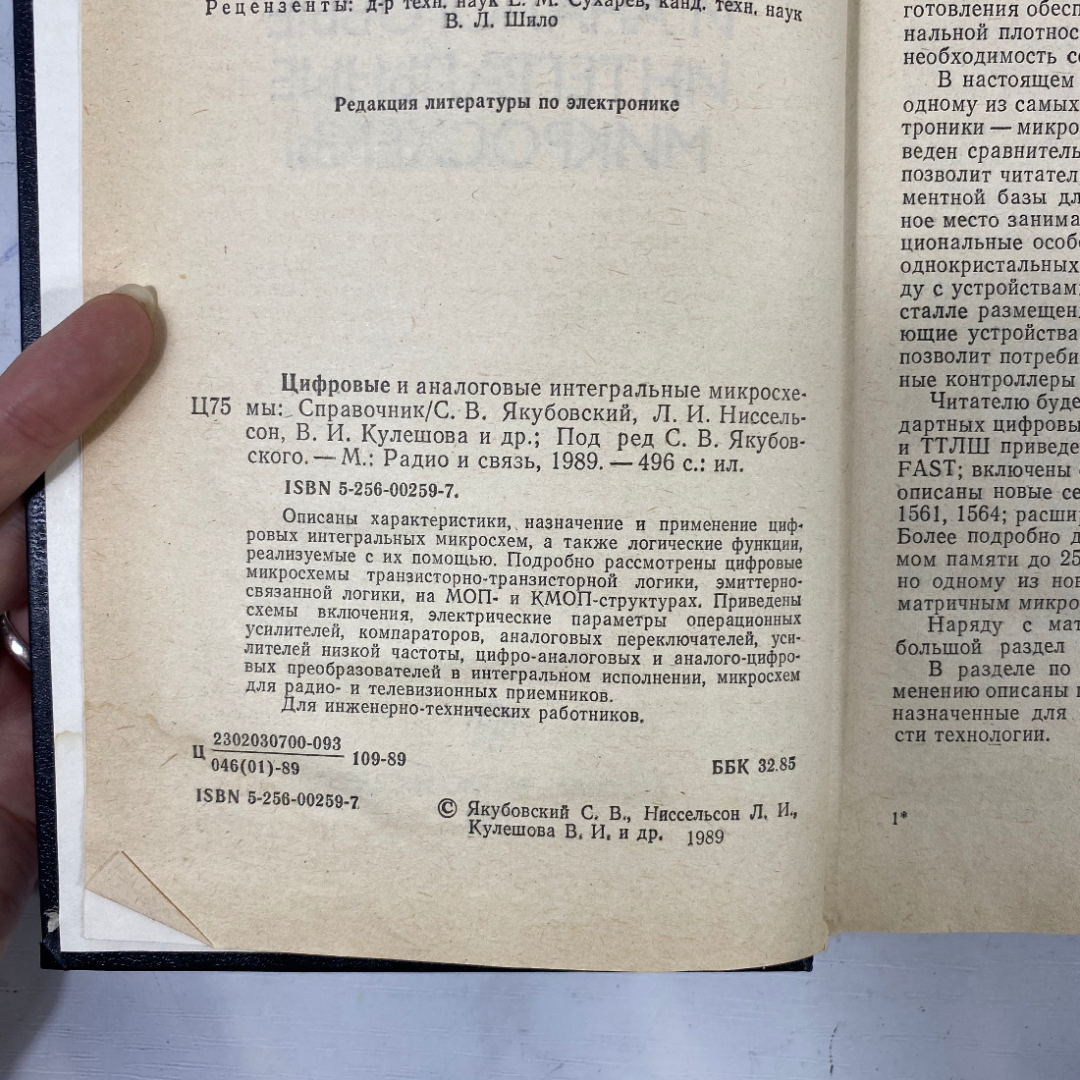 Рецензенты: д-р техн. наук Е. М. Сухарев, канд. техн. наук
В. Л. Шило
Редакция литературы по электронике
Цифровые и аналоговые интегральные микросхе-
Ц75 мы: Справочник/С. В. Якубовский, Л. И. Ниссель-
сон, В. И. Кулешова и др.; Под ред С. В. Якубов-
ского. — М.: Радио и связь, 1989. — 496 с.: ил.
ISBN 5-256-00259-7.
Описаны характеристики, назначение и применение циф-
ровых интегральных микросхем, а также логические функции,
реализуемые с их помощью. Подробно рассмотрены цифровые
микросхемы транзисторно-транзисторной логики, эмиттерно-
связанной логики, на МОП- и КМОП-структурах. Приведены
схемы включения, электрические параметры операционных
усилителей, компараторов, аналоговых переключателей, уси-
лителей низкой частоты, цифро-аналоговых и аналого-цифро-
вых преобразователей в интегральном исполнении, микросхем
для радио- и телевизионных приемников.
Для инженерно-технических работников.
Ц 2302030700-093
046(01)-89 109-89
ББК 32.85
ISBN 5-256-00259-7
© Якубовский С. В., Ниссельсон Л. И.,
Кулешова В. И. и др. 1989
готовления обесп
нальной плотнос
необходимость
В настоящем
одному из самых
троники — микро
веден сравнитель
позволит читател
ментной базы дл
ное место занима
циональные особе
однокристальных
ду с устройствам
сталле размещен
ющие устройства
позволит потреби
ные контроллеры
Читателю буде
дартных цифровы
и ТТЛШ приведе
FAST; включены
описаны новые се
1561, 1564; расши
Более подробно д
мом памяти до 25
но одному из нов
матричным микро
Наряду с мат
большой раздел
В разделе по
менению описаны
назначенные для
сти технологии.
1*